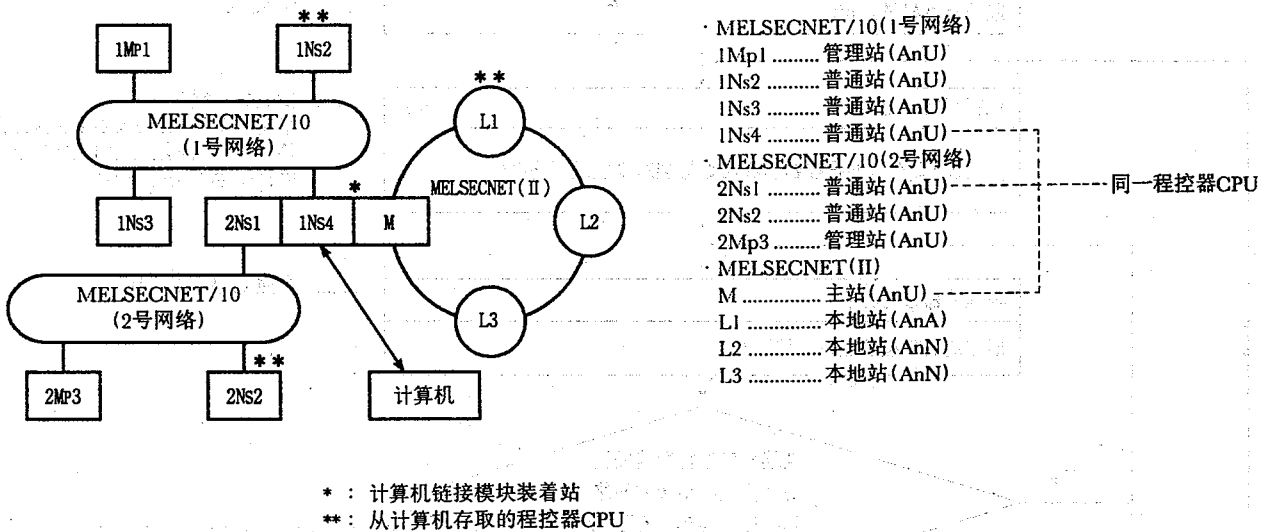 **
1MP1
1NS2
MELSECNET/10
(1号网络)
1NS3
*
2NS1
1NS4
M
MELSECNET/10
(2号网络)
**
2MP3
2NS2
计算机
**
L1
MELSECNET(II)
L2
L3
· MELSECNET/10(1号网络)
1Mp1 ......... 管理站(AnU)
1Ns2 .......... 普通站(AnU)
1Ns3 .......... 普通站(AnU)
1Ns4 .......... 普通站(AnU)
· MELSECNET/10(2号网络)
2Ns1 .......... 普通站(AnU)
同一程控器CPU
2Ns2 .......... 普通站(AnU)
2Mp3 ......... 管理站(AnU)
· MELSECNET(II)
M ............... 主站(AnU)
L1 .............. 本地站(AnA)
L2 .............. 本地站(AnN)
L3 .............. 本地站(AnN)
* : 计算机链接模块装着站
** : 从计算机存取的程控器CPU